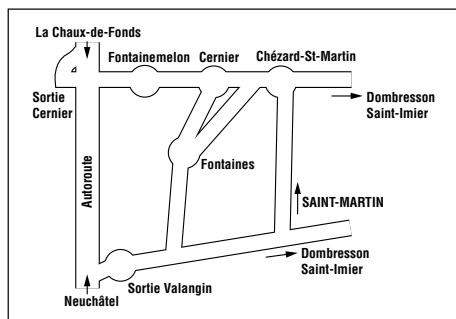 La Chaux-de-Fonds
Fontainemelon
Cernier
Chézard-St-Martin
Sortie
Cernier
Dombresson
Saint-Imier
Fontaines
Autoroute
SAINT-MARTIN
Dombresson
Saint-Imier
Sortie Valangin
Neuchâtel